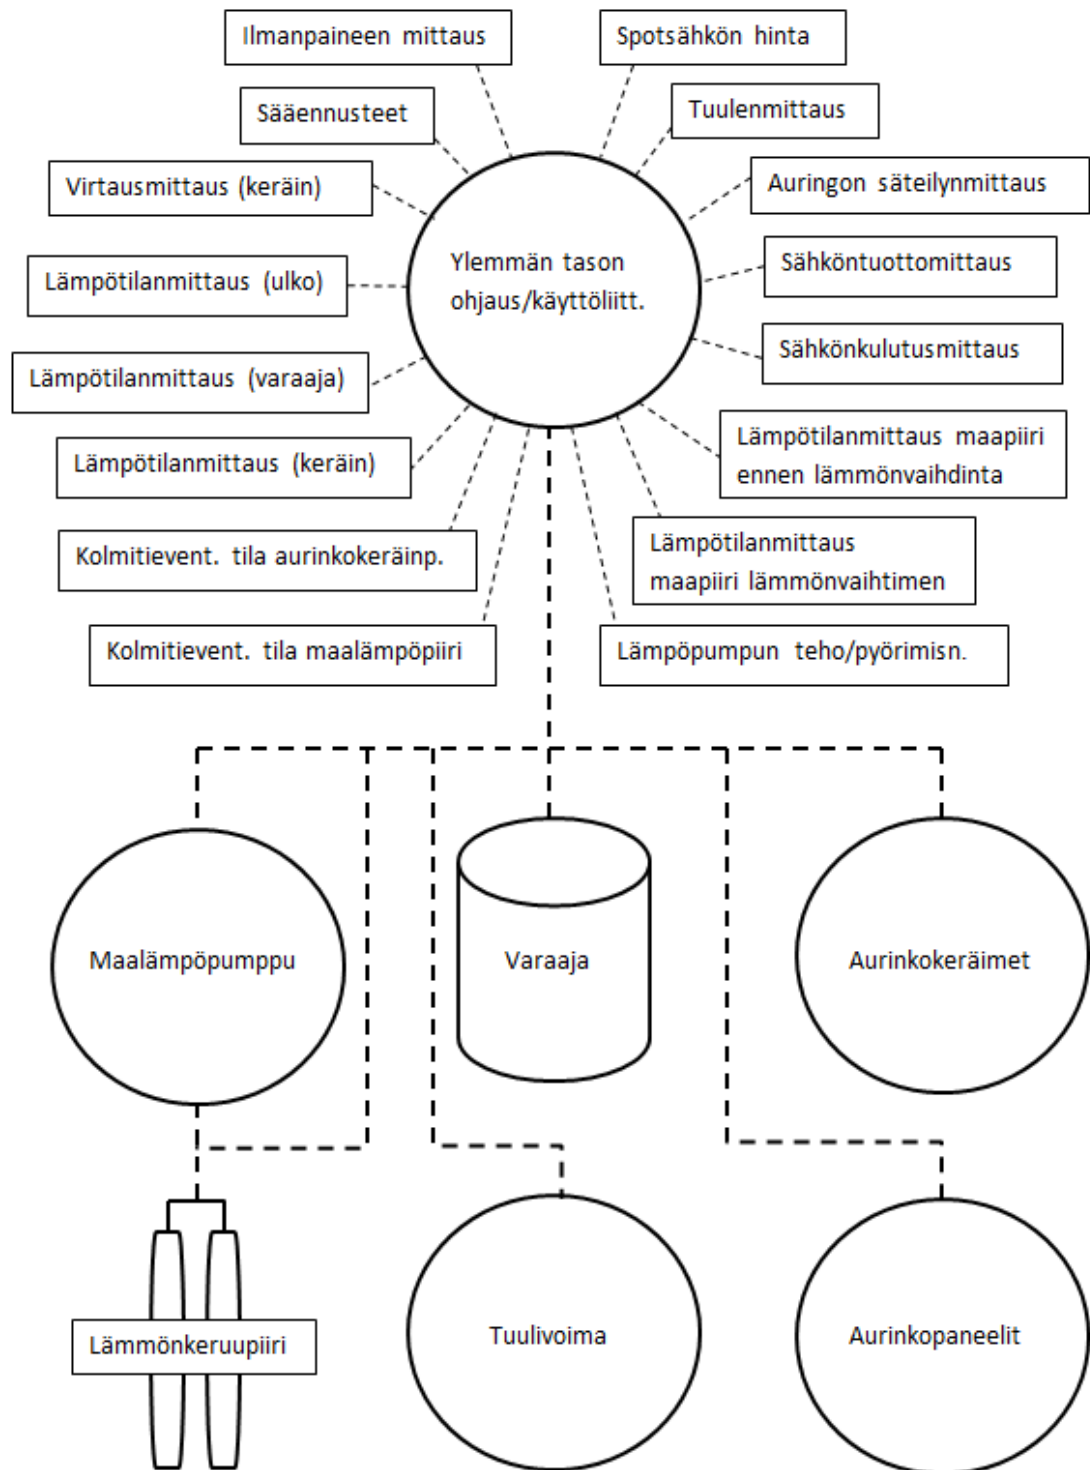 Ilmanpaineen mittaus
Spotsähkön hinta
Sääennusteet
Tuulenmittaus
Virtausmittaus (keräin)
Auringon säteilynmittaus
Ylemmän tason
ohjaus/käyttöliitt.
Lämpötilanmittaus (ulko)
Sähköntuottomittaus
Lämpötilanmittaus (varaaja)
Sähkönkulutusmittaus
Lämpötilanmittaus (keräin)
Lämpötilanmittaus maapiiri
ennen lämmönvaihdinta
Kolmitievent. tila aurinkokeräinp.
Lämpötilanmittaus
maapiiri lämmönvaihtimen
Kolmitievent. tila maalämpöpiiri
Lämpöpumpun teho/pyörimisn.
Maalämpöpumppu
Varaaja
Aurinkokeräimet
Lämmönkeruupiiri
Tuulivoima
Aurinkopaneelit